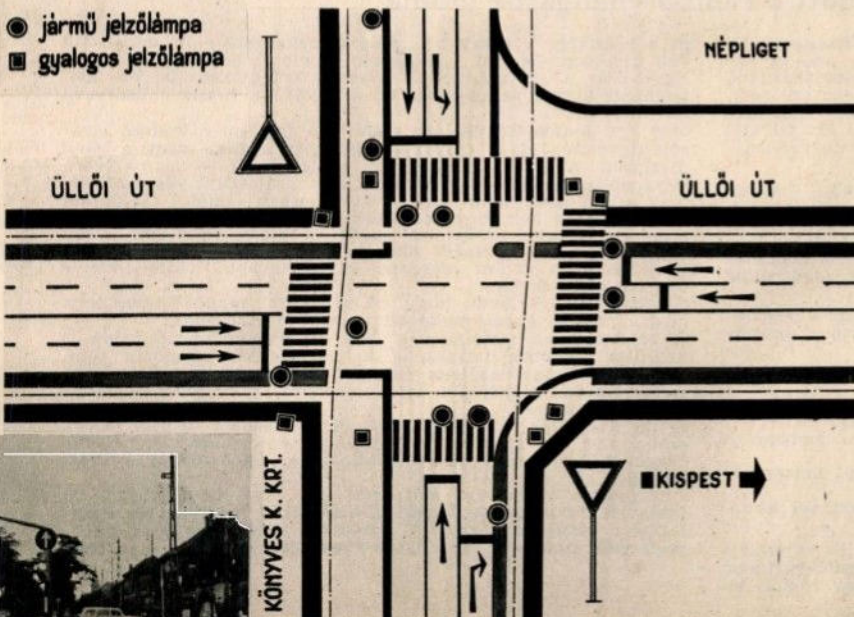 jármű jelzőlámpa
gyalogos jelzőlámpa
NÉPLIGET
ÜLLŐI ÚT
ÜLLŐI ÚT
KISPEST
KÖNYVES K. KRT.